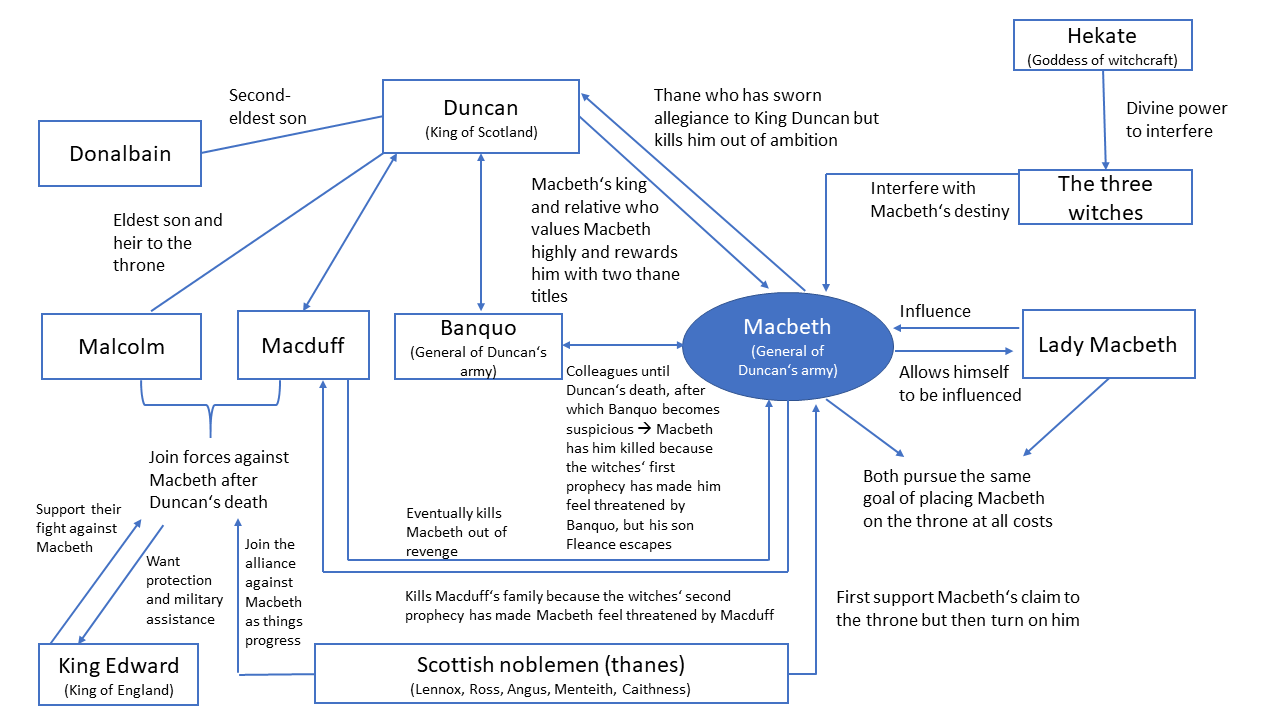 Hekate
(Goddess of witchcraft)
Second-
eldest son
Duncan
(King of Scotland)
Thane who has sworn
allegiance to King Duncan but
kills him out of ambition
Divine power
to interfere
Donalbain
Macbeth‘s king
and relative who
values Macbeth
highly and rewards
him with two thane
titles
Interfere with
Macbeth‘s destiny
The three
witches
Eldest son and
heir to the
throne
Malcolm
Macduff
Banquo
(General of Duncan‘s
army)
Macbeth
(General of
Duncan‘s army)
Influence
Lady Macbeth
Allows himself
to be influenced
Colleagues until
Duncan‘s death, after
which Banquo becomes
suspicious → Macbeth
has him killed because
the witches‘ first
prophecy has made him
feel threatened by
Banquo, but his son
Fleance escapes
Join forces against
Macbeth after
Duncan‘s death
Both pursue the same
goal of placing Macbeth
on the throne at all costs
Support their
fight against
Macbeth
Want
protection
and military
assistance
Join the
alliance
against
Macbeth
as things
progress
Eventually kills
Macbeth out of
revenge
Kills Macduff‘s family because the witches‘ second
prophecy has made Macbeth feel threatened by Macduff
First support Macbeth‘s claim to
the throne but then turn on him
King Edward
(King of England)
Scottish noblemen (thanes)
(Lennox, Ross, Angus, Menteith, Caithness)